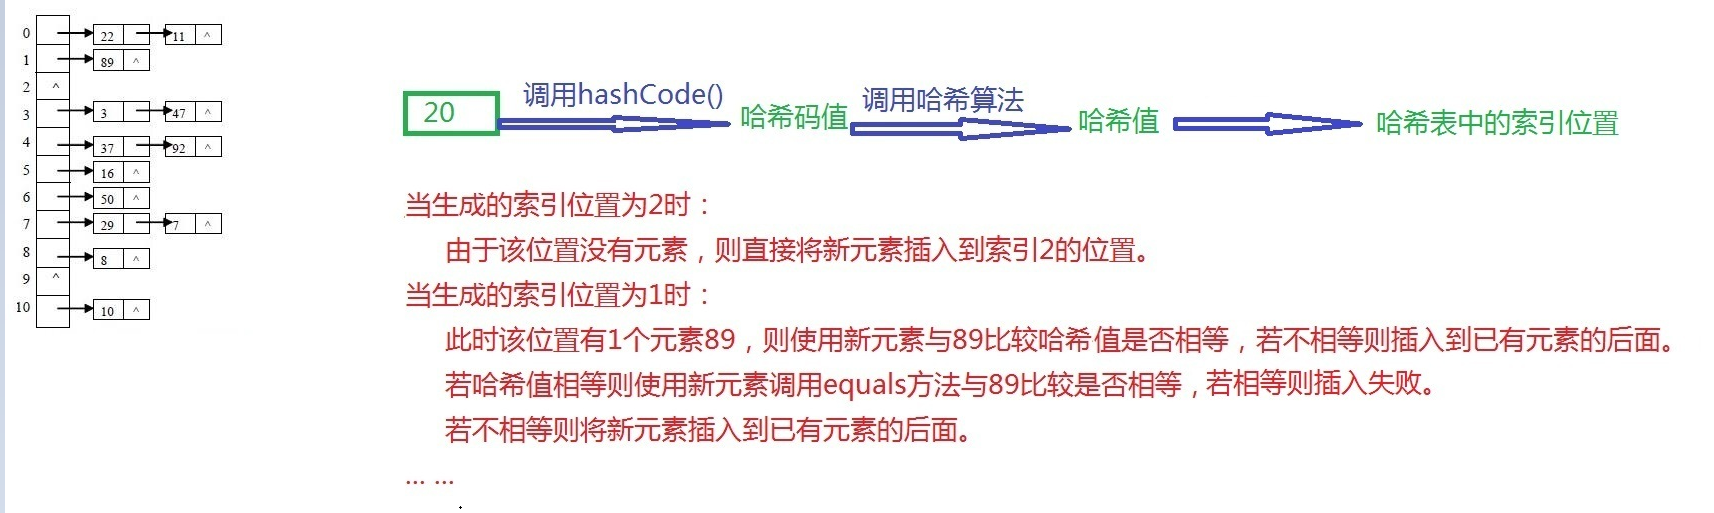 0 22 11 ^
1 89 ^
2 ^
3 3 47 ^
4 37 92 ^
5 16 ^
6 50 ^
7 29 7 ^
8 8 ^
9 ^
10 10 ^
20 调用hashCode() 哈希码值 调用哈希算法 哈希值 哈希表中的索引位置
当生成的索引位置为2时：
由于该位置没有元素，则直接将新元素插入到索引2的位置。
当生成的索引位置为1时：
此时该位置有1个元素89，则使用新元素与89比较哈希值是否相等，若不相等则插入到已有元素的后面。
若哈希值相等则使用新元素调用equals方法与89比较是否相等，若相等则插入失败。
若不相等则将新元素插入到已有元素的后面。
... ...